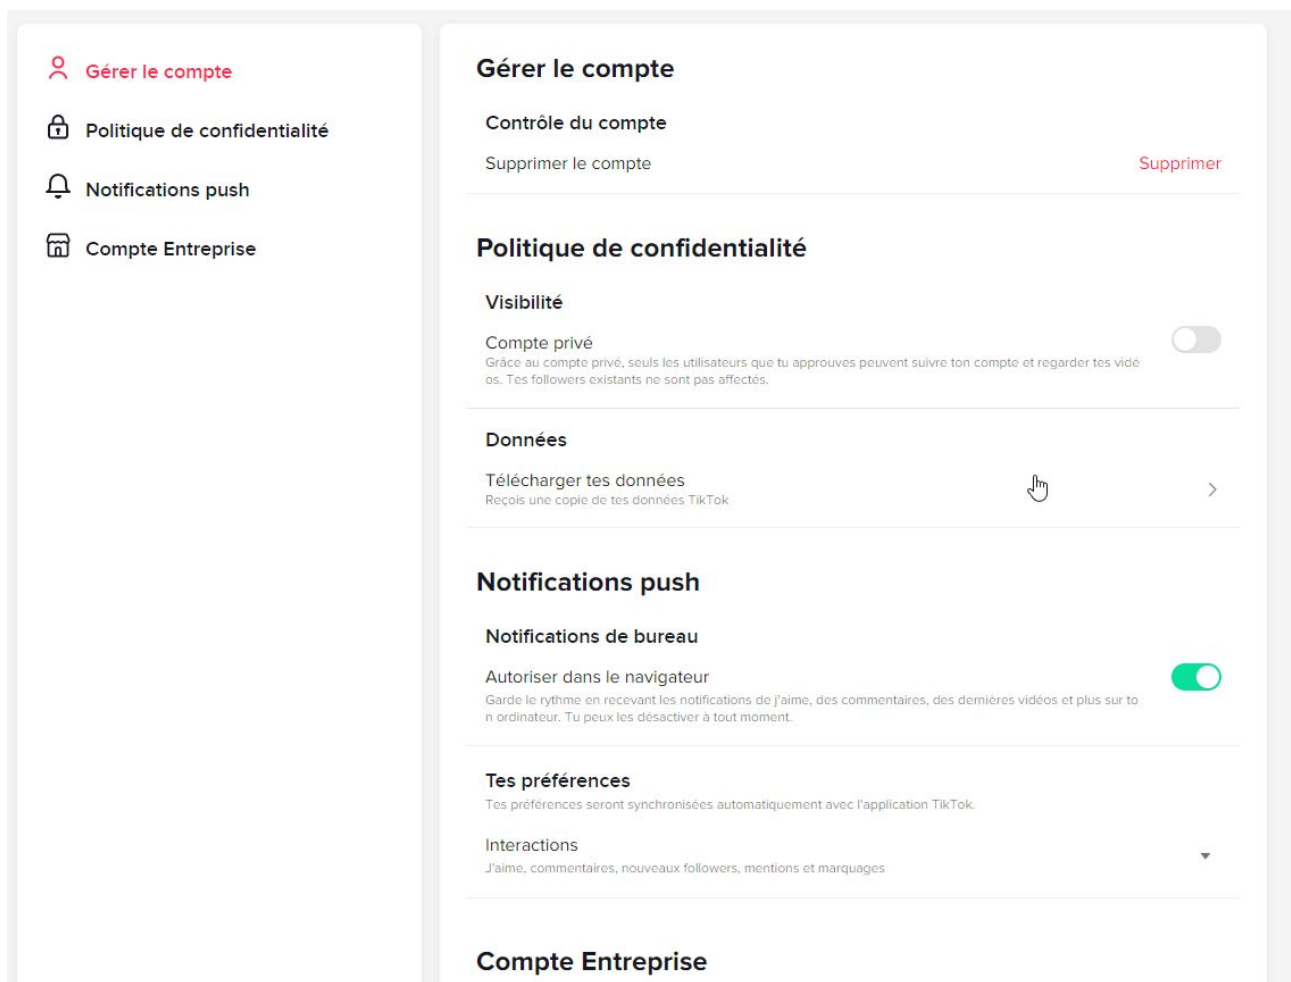 Gérer le compte
Politique de confidentialité
Notifications push
Compte Entreprise
Gérer le compte
Contrôle du compte
Supprimer le compte
Supprimer
Politique de confidentialité
Visibilité
Compte privé
Grâce au compte privé, seuls les utilisateurs que tu approuves peuvent suivre ton compte et regarder tes vidé
os. Tes followers existants ne sont pas affectés.
Données
Télécharger tes données
Reçois une copie de tes données TikTok
Notifications push
Notifications de bureau
Autoriser dans le navigateur
Garde le rythme en recevant les notifications de j'aime, des commentaires, des dernières vidéos et plus sur to
n ordinateur. Tu peux les désactiver à tout moment.
Tes préférences
Tes préférences seront synchronisées automatiquement avec l'application TikTok.
Interactions
J'aime, commentaires, nouveaux followers, mentions et marquages
Compte Entreprise